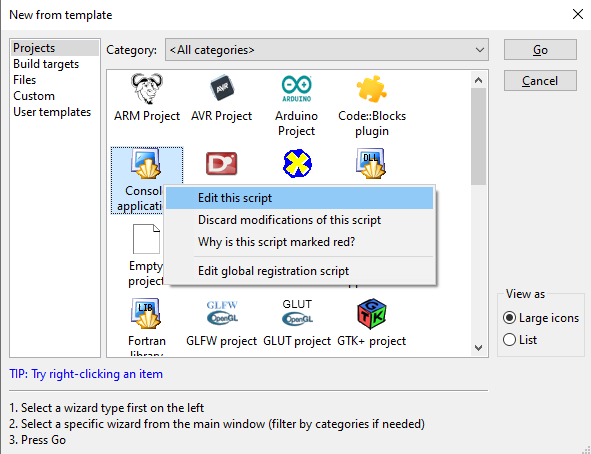 New from template
Projects
Build targets
Files
Custom
User templates
Category:
<All categories>
Go
Cancel
ARM Project
AVR
AVR Project
ARDUINO
Arduino
Project
Code::Blocks
plugin
Consol
applicati
D
DLL
Edit this script
Discard modifications of this script
Why is this script marked red?
Edit global registration script
Empty
project
LIB
Fortran
library
GLFW
OpenGL
GLFW project
GLUT
OpenGL
GLUT project
GTK
GTK+ project
View as
Large icons
List
TIP: Try right-clicking an item
1. Select a wizard type first on the left
2. Select a specific wizard from the main window (filter by categories if needed)
3. Press Go